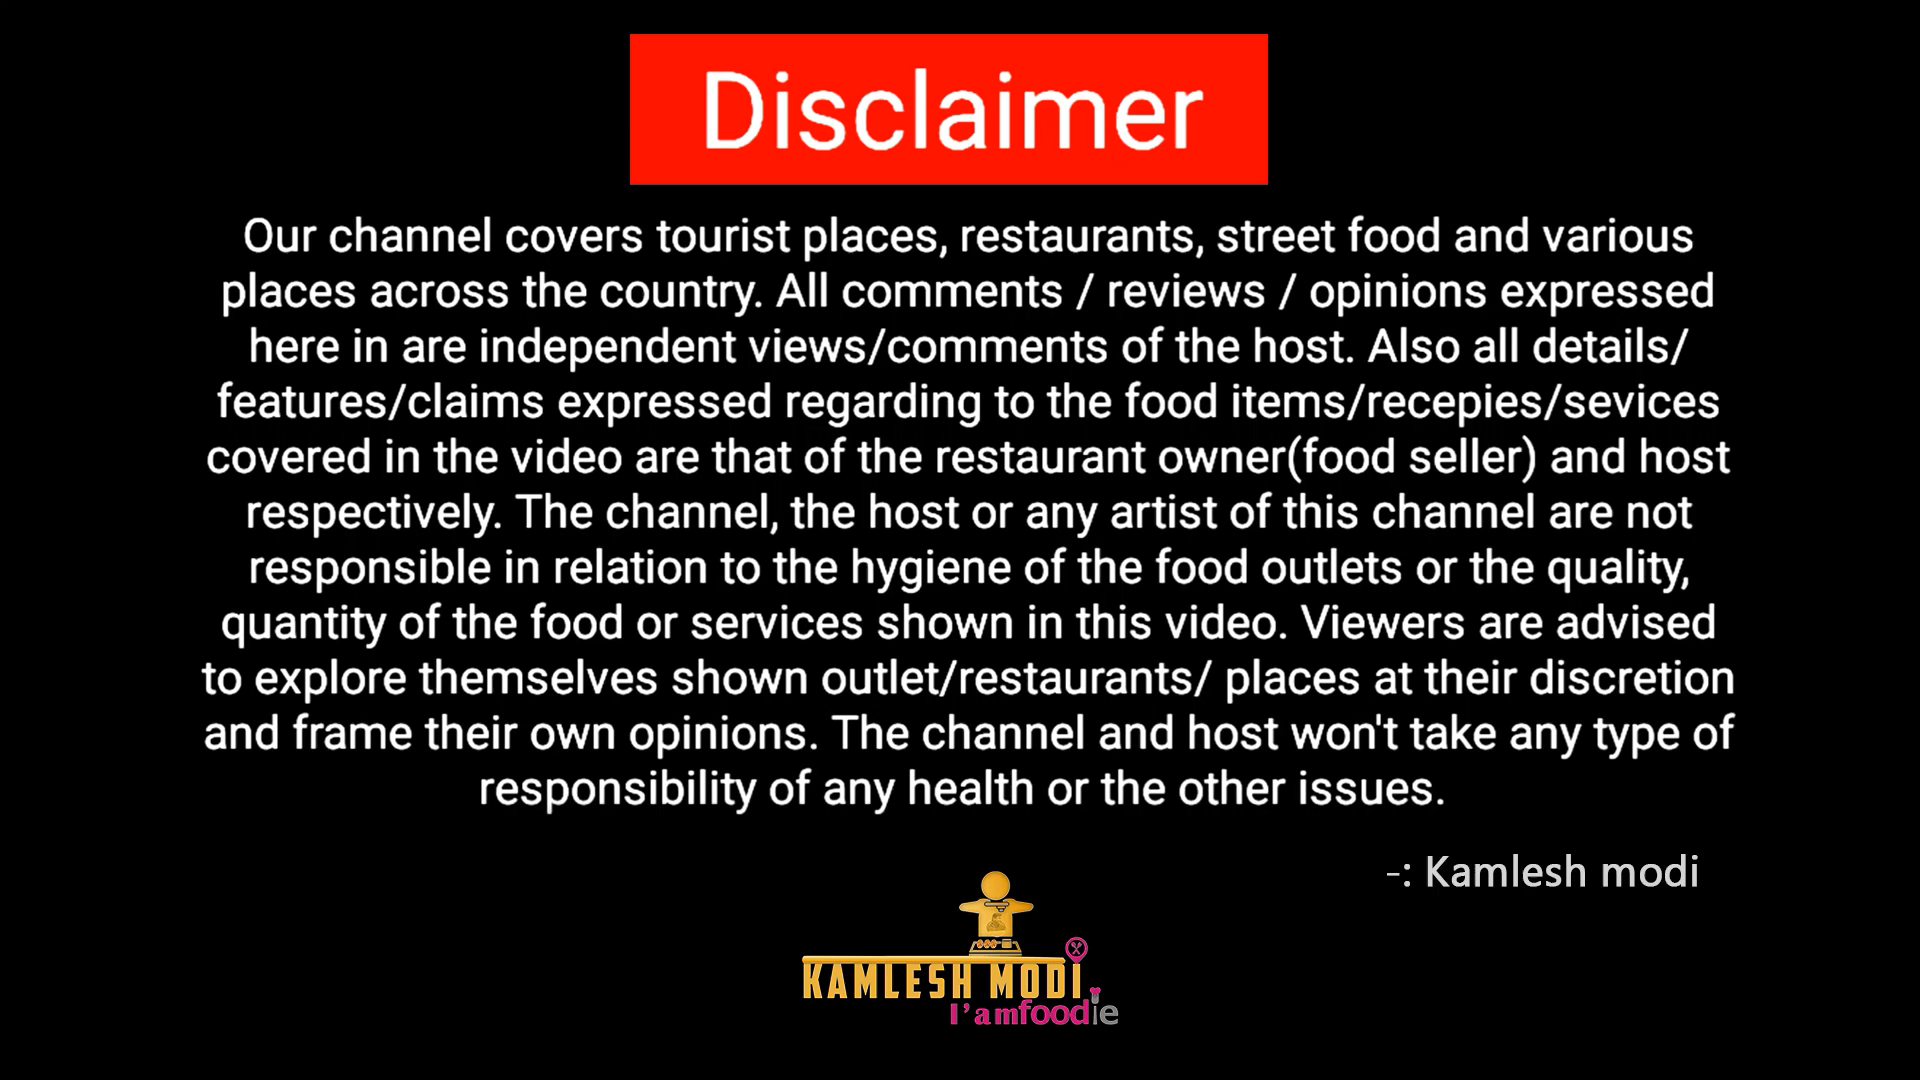 Disclaimer
Our channel covers tourist places, restaurants, street food and various
places across the country. All comments / reviews / opinions expressed
here in are independent views/comments of the host. Also all details/
features/claims expressed regarding to the food items/recepies/sevices
covered in the video are that of the restaurant owner(food seller) and host
respectively. The channel, the host or any artist of this channel are not
responsible in relation to the hygiene of the food outlets or the quality,
quantity of the food or services shown in this video. Viewers are advised
to explore themselves shown outlet/restaurants/ places at their discretion
and frame their own opinions. The channel and host won't take any type of
responsibility of any health or the other issues.
-: Kamlesh modi
KAMLESH MODI
I'amfoodie